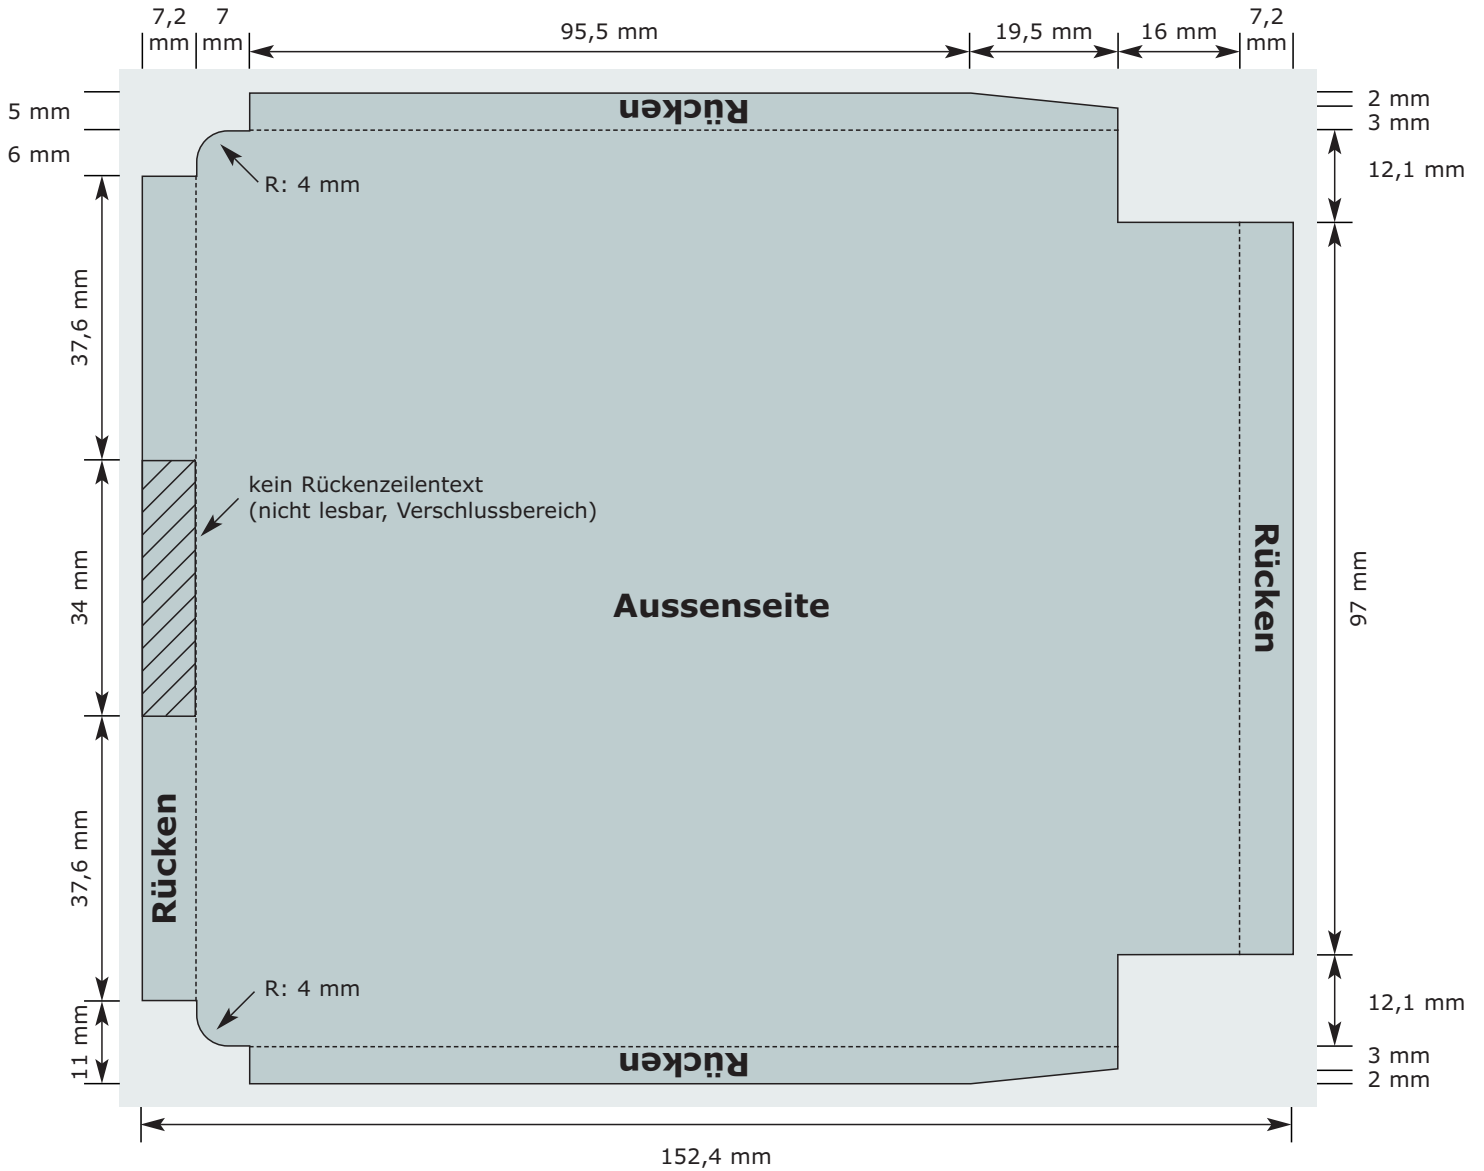 7,2
mm
7
mm
95,5 mm
19,5 mm
16 mm
7,2
mm
5 mm
6 mm
Rücken
2 mm
3 mm
12,1 mm
R: 4 mm
37,6 mm
kein Rückenzeilentext
(nicht lesbar, Verschlussbereich)
34 mm
Aussenseite
Rücken
97 mm
37,6 mm
Rücken
R: 4 mm
11 mm
Rücken
12,1 mm
3 mm
2 mm
152,4 mm